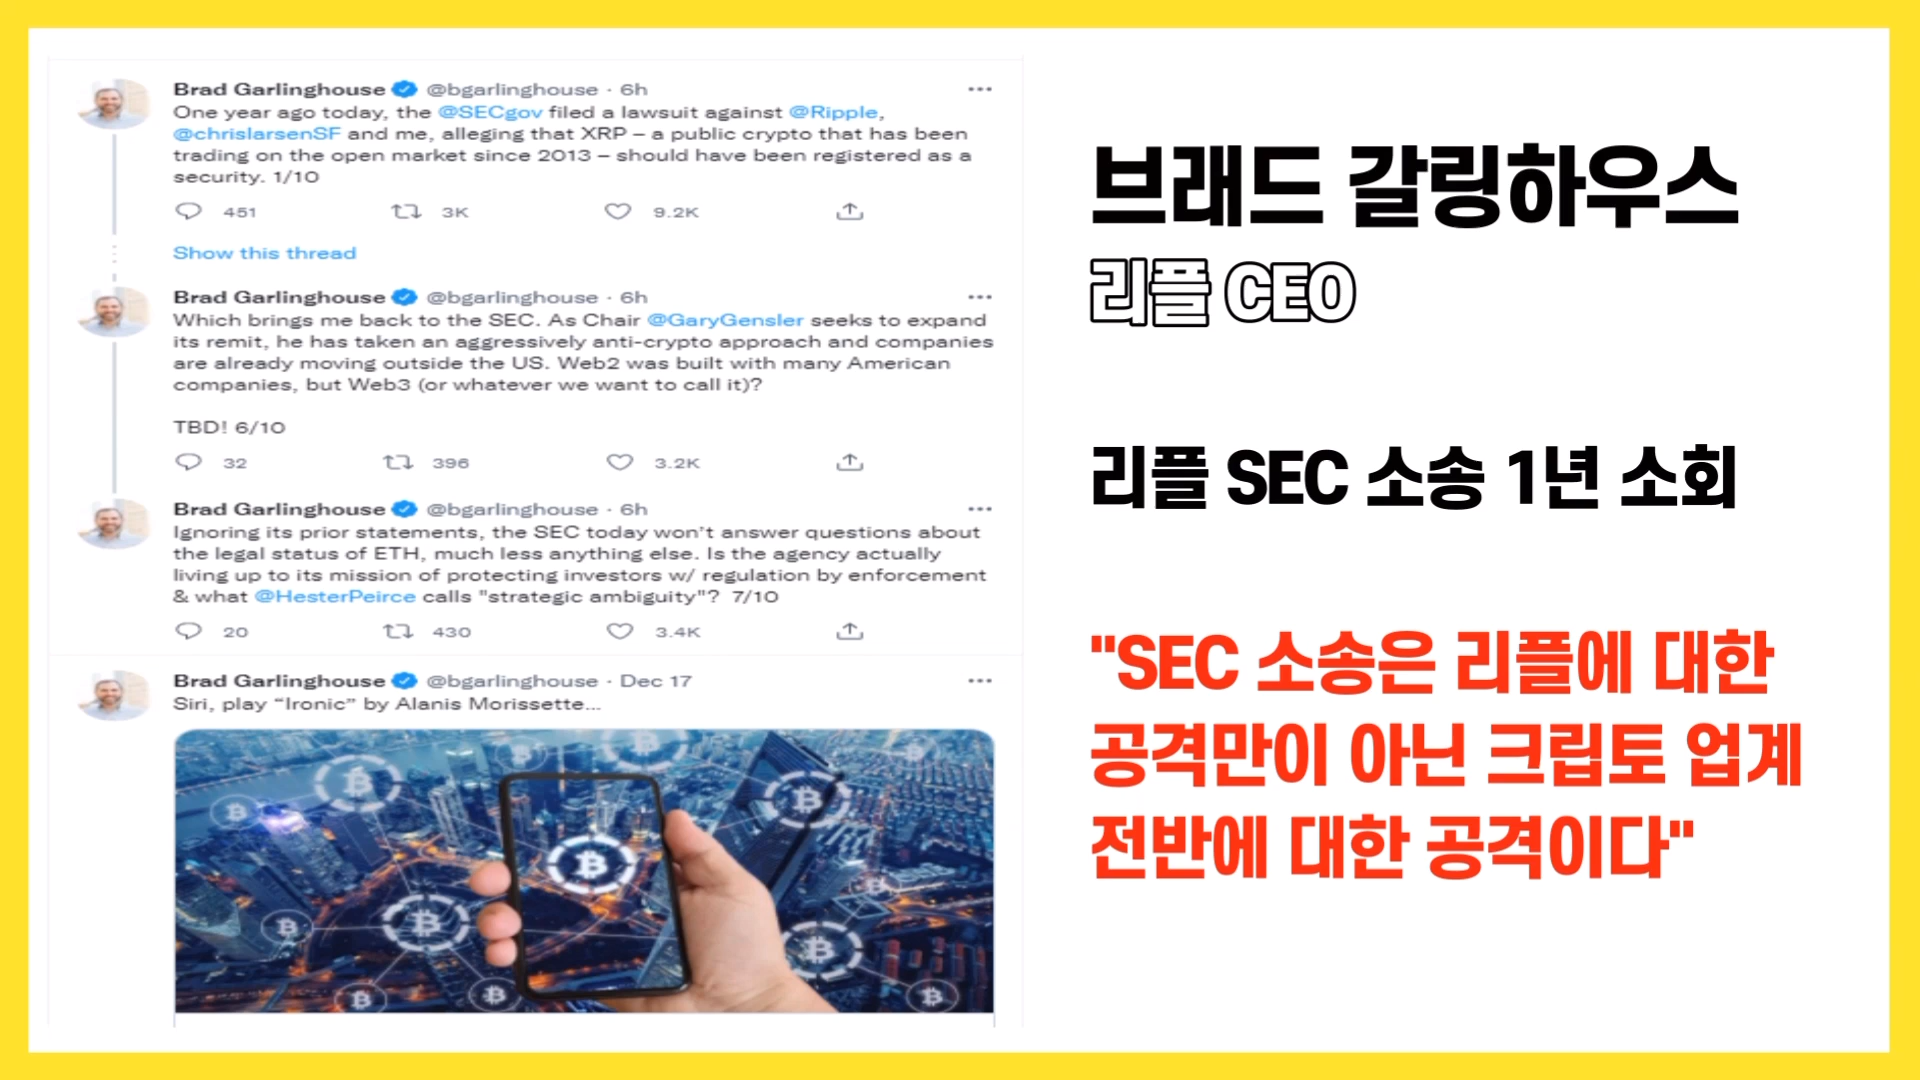 Brad Garlinghouse @bgarlinghouse · 6h
One year ago today, the @SECgov filed a lawsuit against @Ripple,
@chrislarsenSF and me, alleging that XRP – a public crypto that has been
trading on the open market since 2013 – should have been registered as a
security. 1/10
451 3K 9.2K
Show this thread
Brad Garlinghouse @bgarlinghouse · 6h
Which brings me back to the SEC. As Chair @GaryGensler seeks to expand
its remit, he has taken an aggressively anti-crypto approach and companies
are already moving outside the US. Web2 was built with many American
companies, but Web3 (or whatever we want to call it)?
TBD! 6/10
32 396 3.2K
Brad Garlinghouse @bgarlinghouse · 6h
Ignoring its prior statements, the SEC today won't answer questions about
the legal status of ETH, much less anything else. Is the agency actually
living up to its mission of protecting investors w/ regulation by enforcement
& what @HesterPeirce calls "strategic ambiguity"? 7/10
20 430 3.4K
Brad Garlinghouse @bgarlinghouse · Dec 17
Siri, play “Ironic” by Alanis Morissette...
브래드 갈링하우스
리플 CEO
리플 SEC 소송 1년 소회
"SEC 소송은 리플에 대한
공격만이 아닌 크립토 업계
전반에 대한 공격이다"